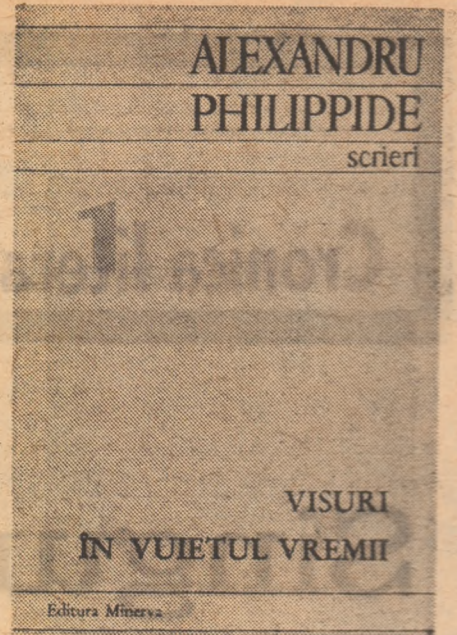 ALEXANDRU
PHILIPPIDE
scrieri
1
VISURI
ÎN VUIETUL VREMII
Editura Minerva